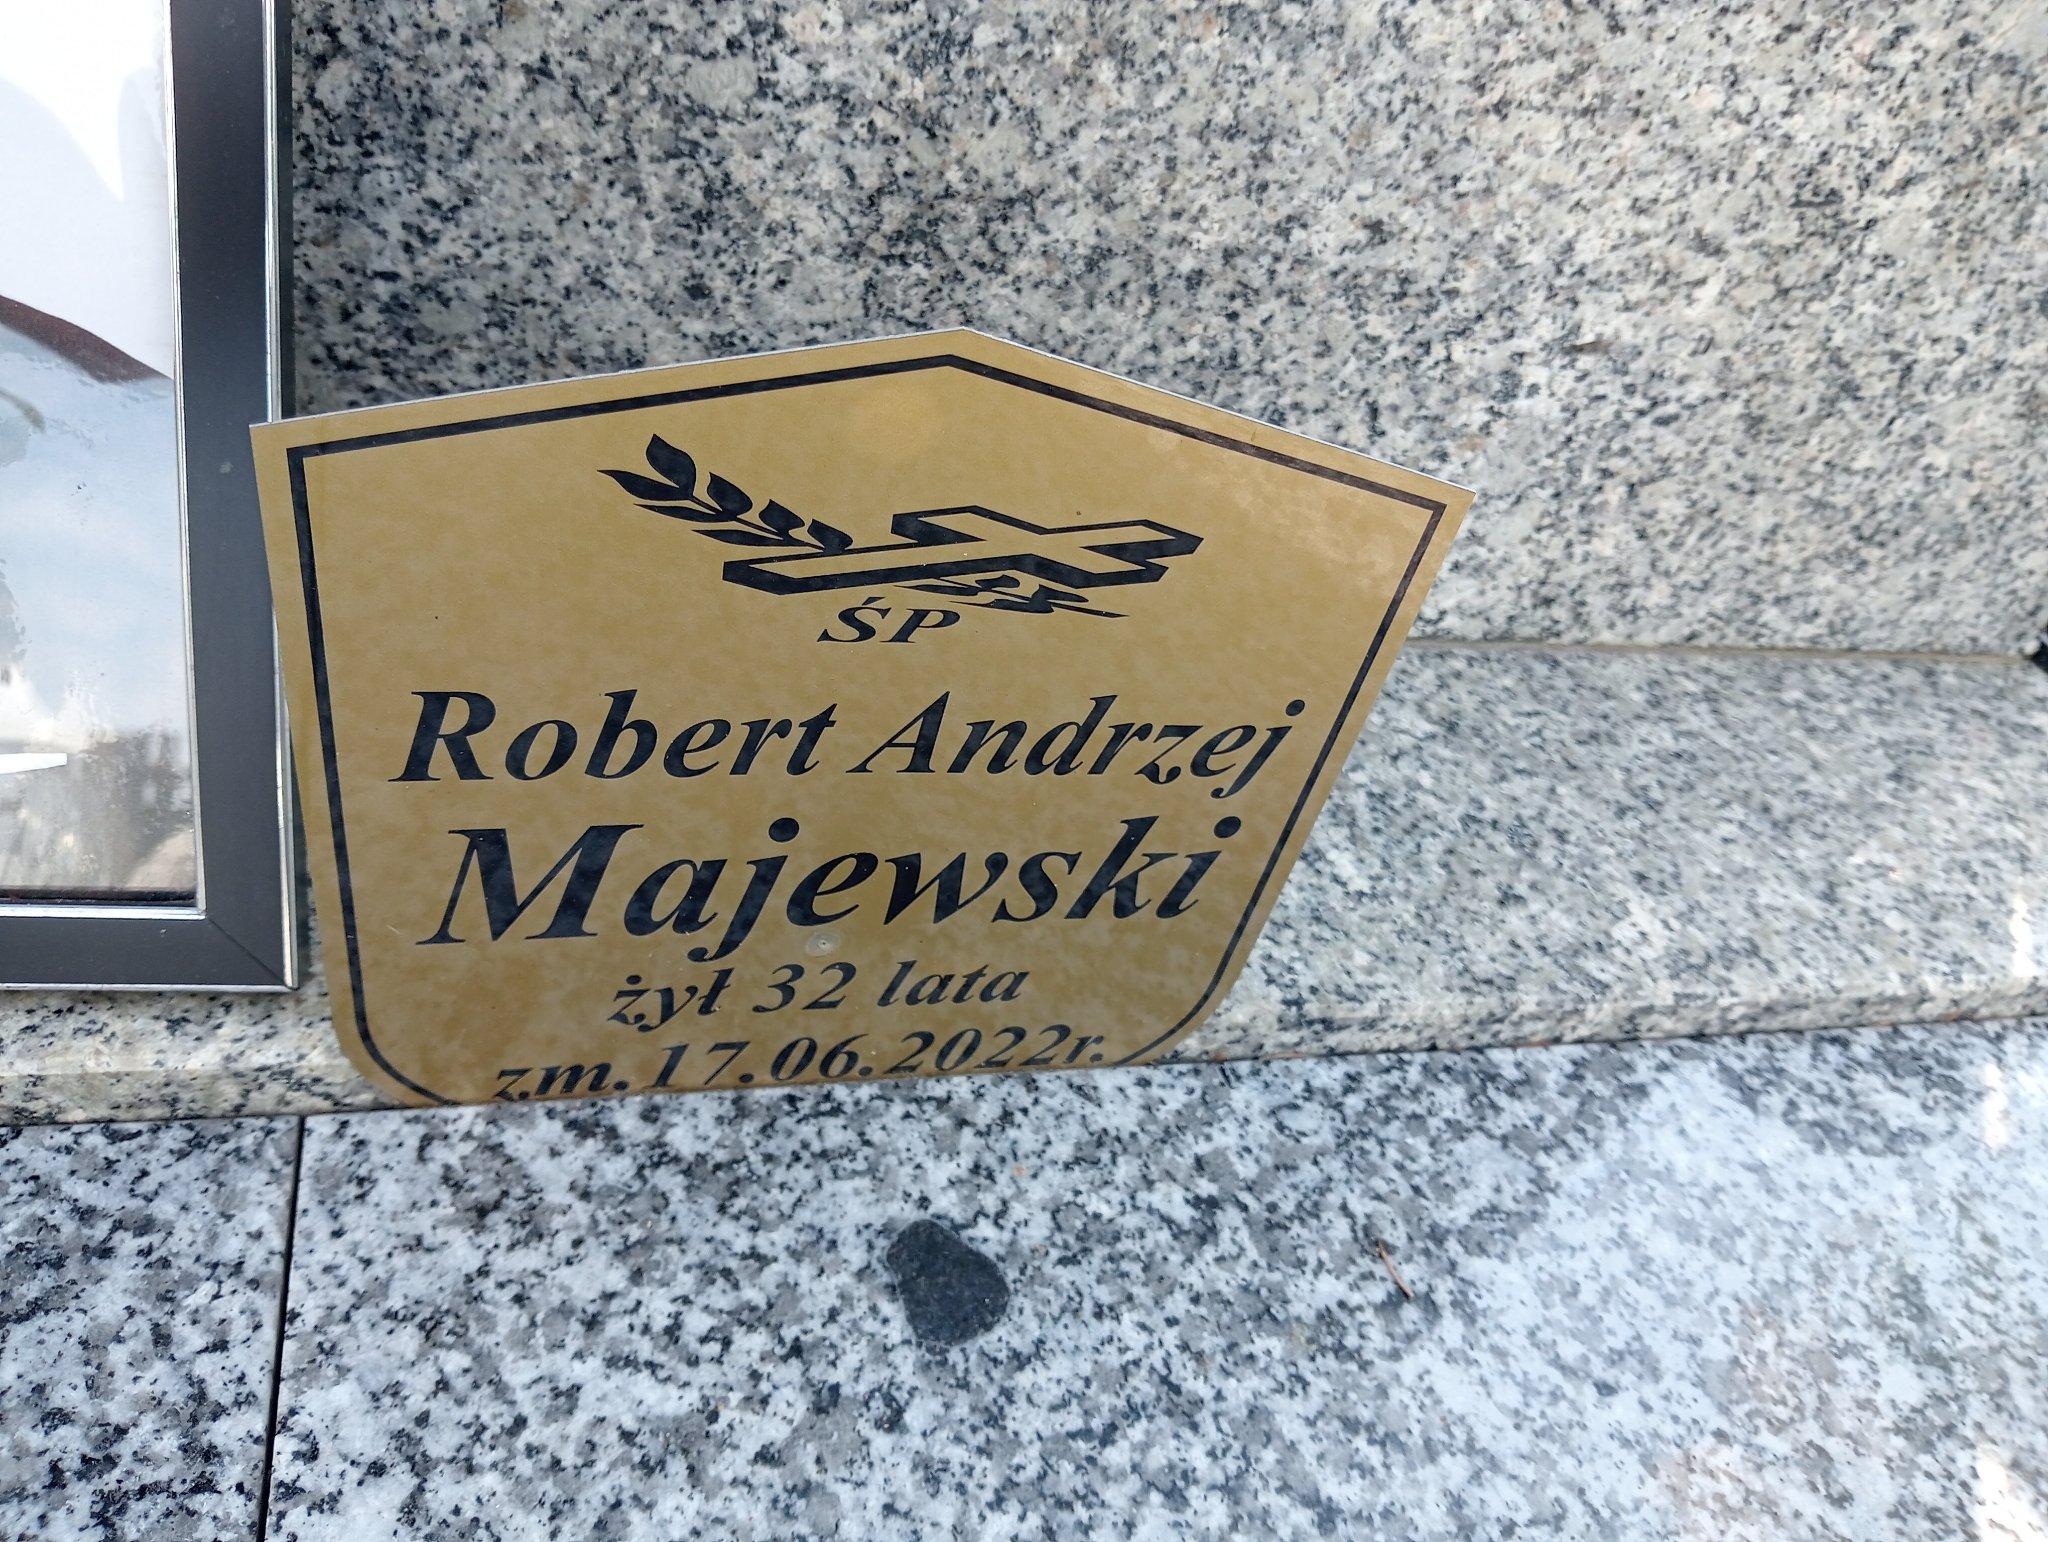 ŚP
Robert Andrzej
Majewski
żył 32 lata
zm. 17.06.2022r.